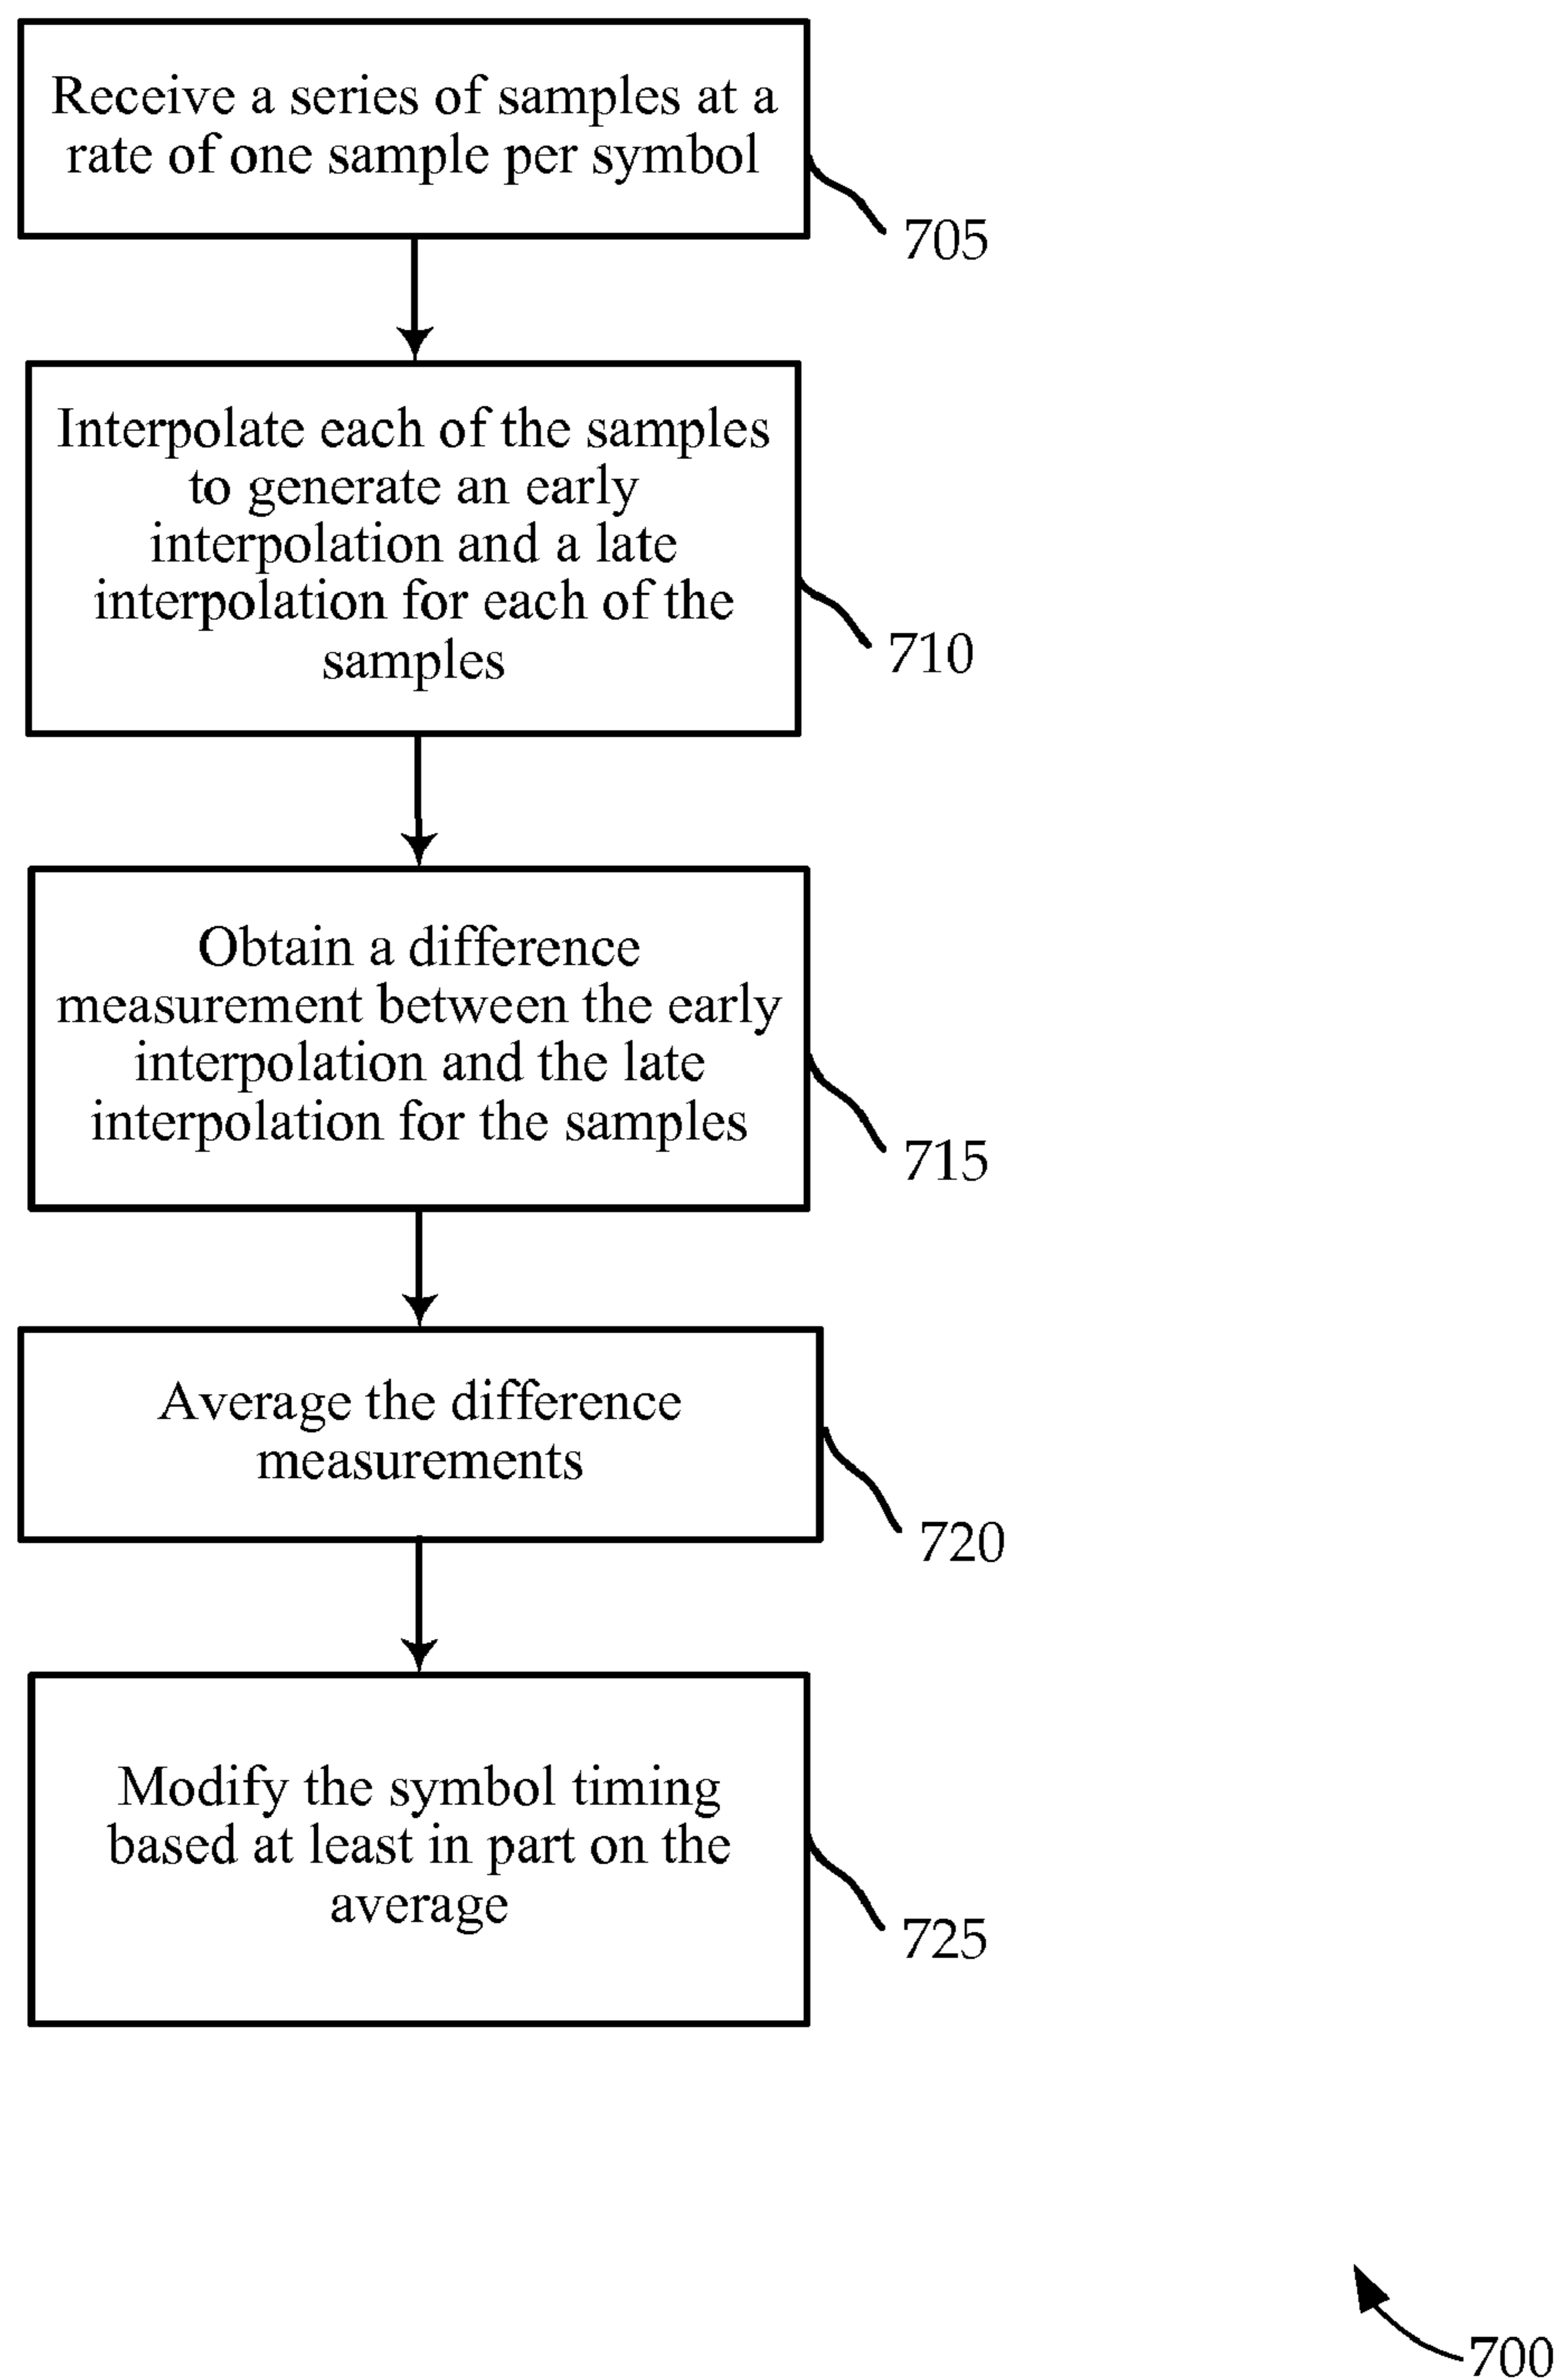 Receive a series of samples at a
rate of one sample per symbol
705
Interpolate each of the samples
to generate an early
interpolation and a late
interpolation for each of the
samples
710
Obtain a difference
measurement between the early
interpolation and the late
interpolation for the samples
715
Average the difference
measurements
720
Modify the symbol timing
based at least in part on the
average
725
700